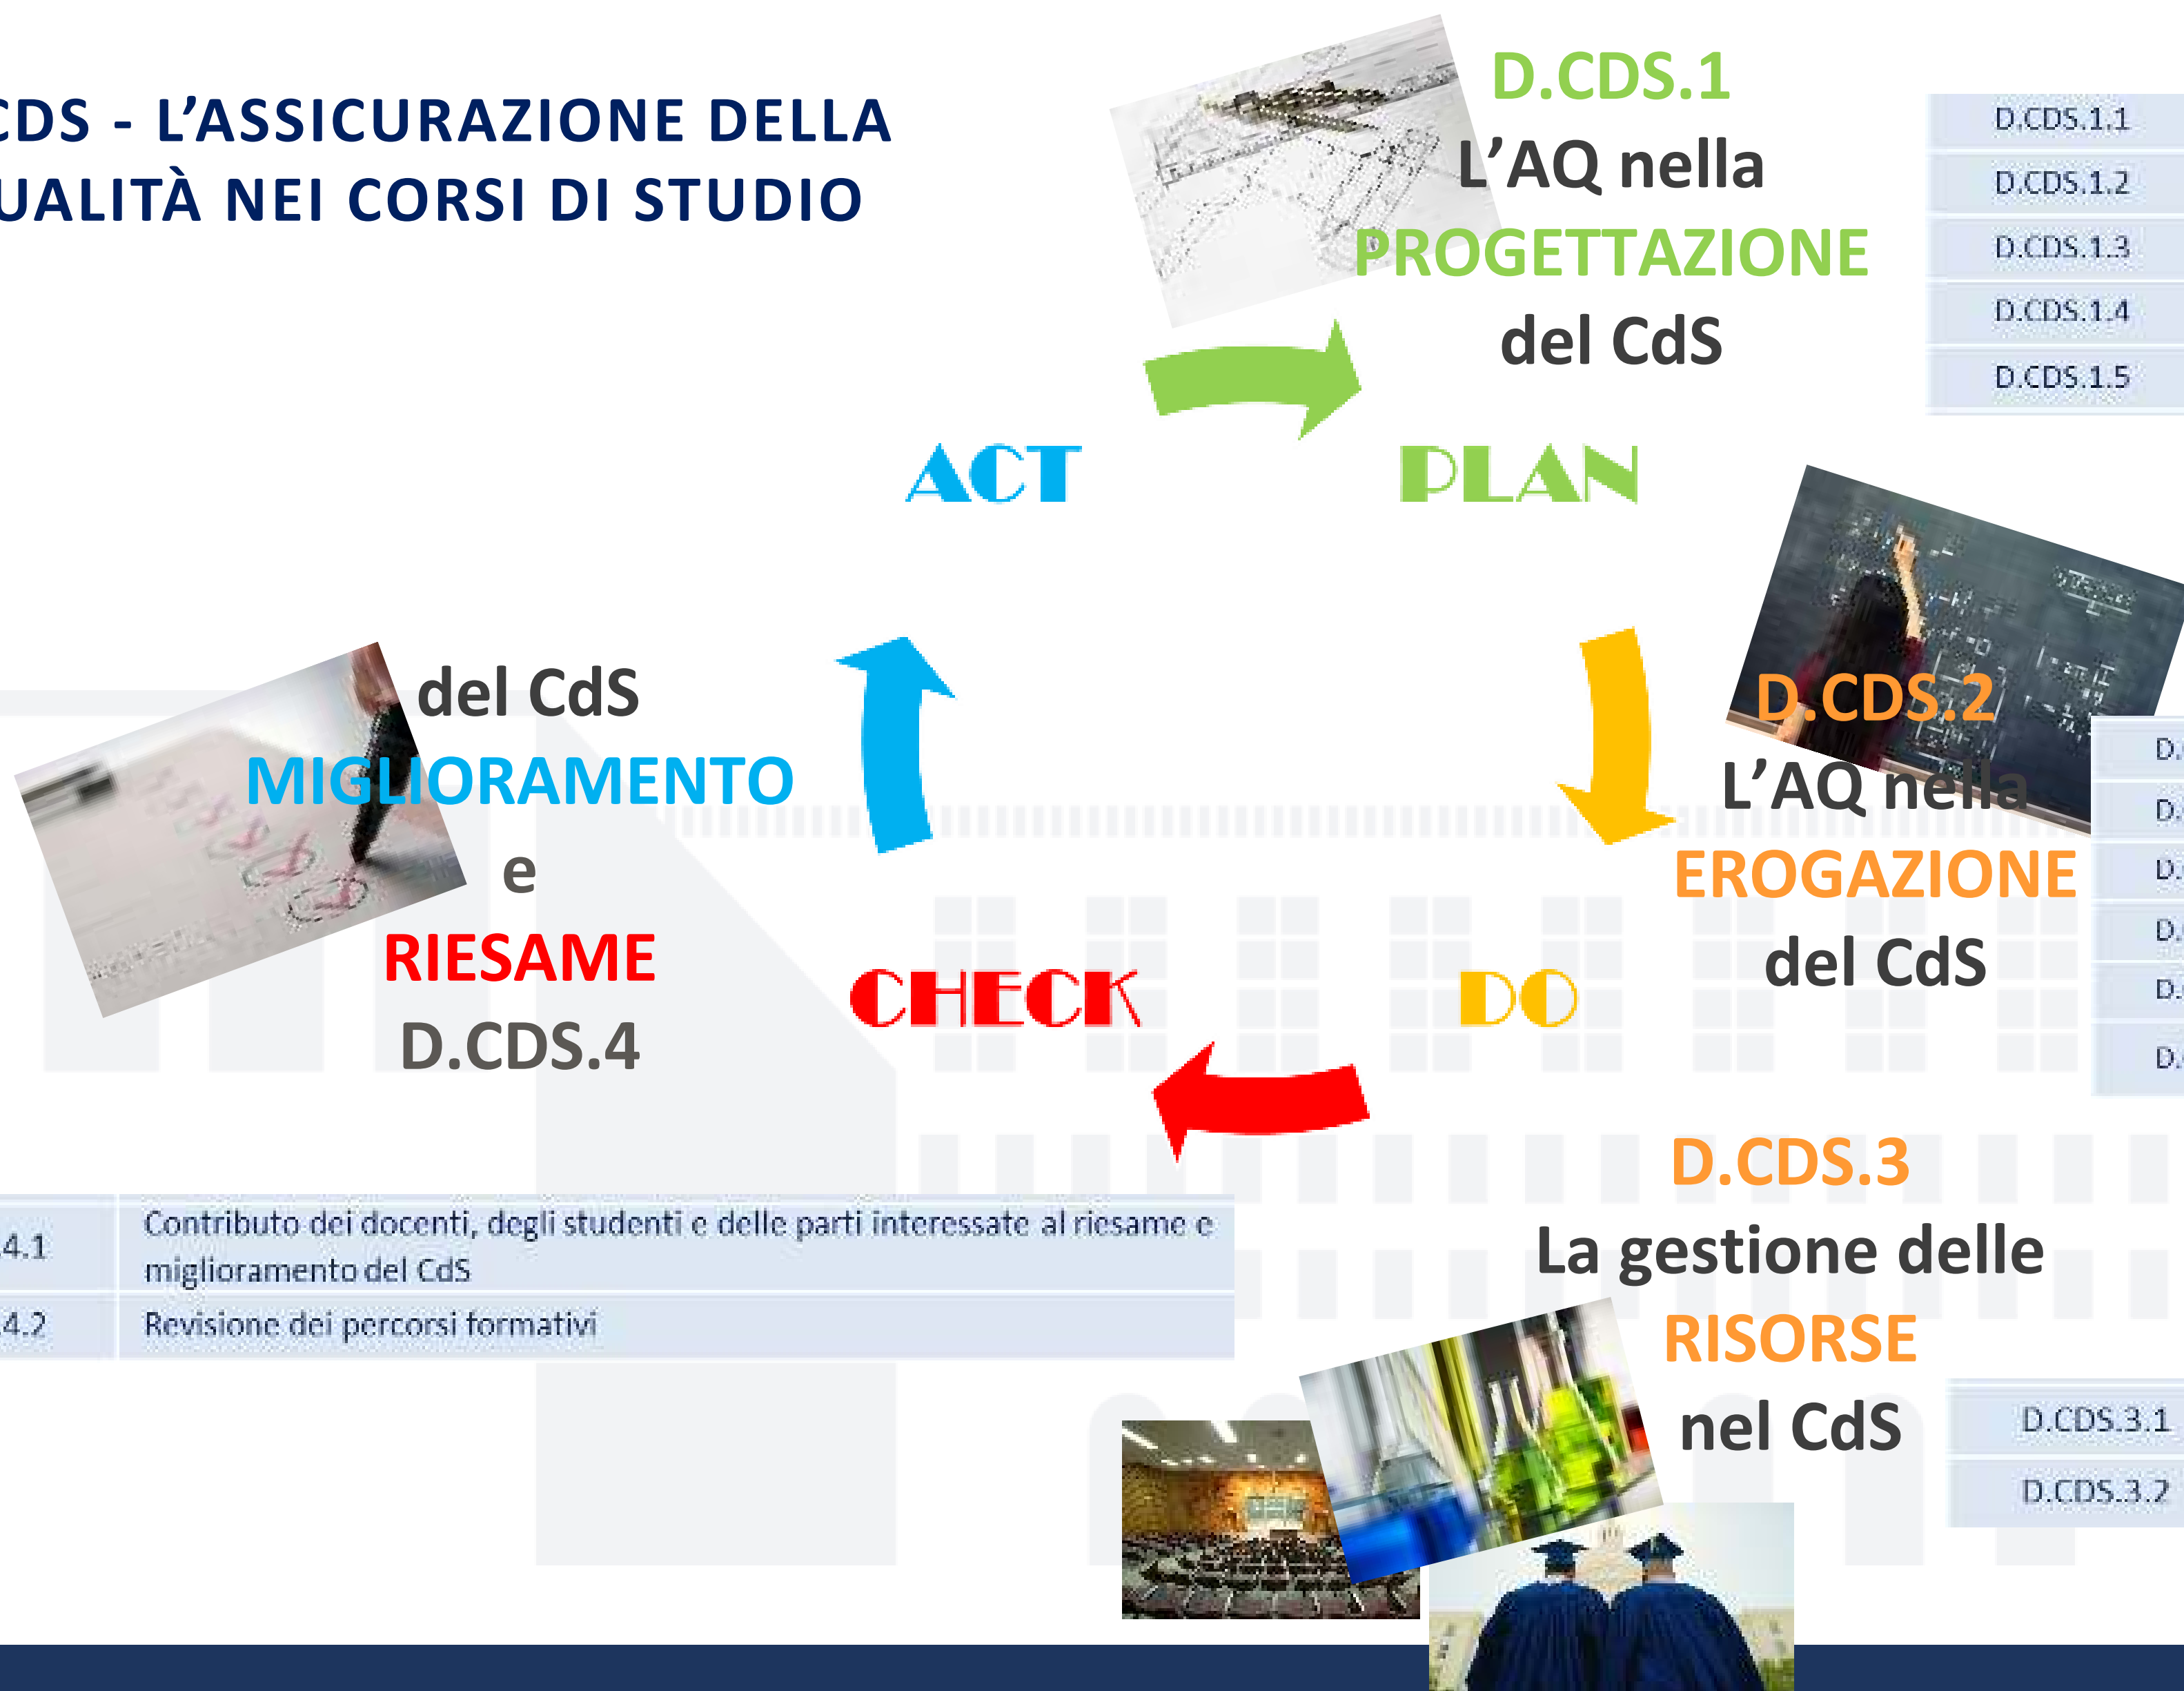 CDS - L’ASSICURAZIONE DELLA
UALITÀ NEI CORSI DI STUDIO
D.CDS.1
L’AQ nella
PROGETTAZIONE
del CdS
D.CDS.1.1
D.CDS.1.2
D.CDS.1.3
D.CDS.1.4
D.CDS.1.5
ACT
PLAN
del CdS
MIGLIORAMENTO
e
RIESAME
D.CDS.4
D.CDS.2
L’AQ nella
EROGAZIONE
del CdS
D.
D.
D.
D.
D.
D.
CHECK
DO
D.CDS.3
La gestione delle
RISORSE
nel CdS
D.CDS.3.1
D.CDS.3.2
.4.1 Contributo dei docenti, degli studenti e delle parti interessate al riesame e
miglioramento del CdS
.4.2 Revisione dei percorsi formativi